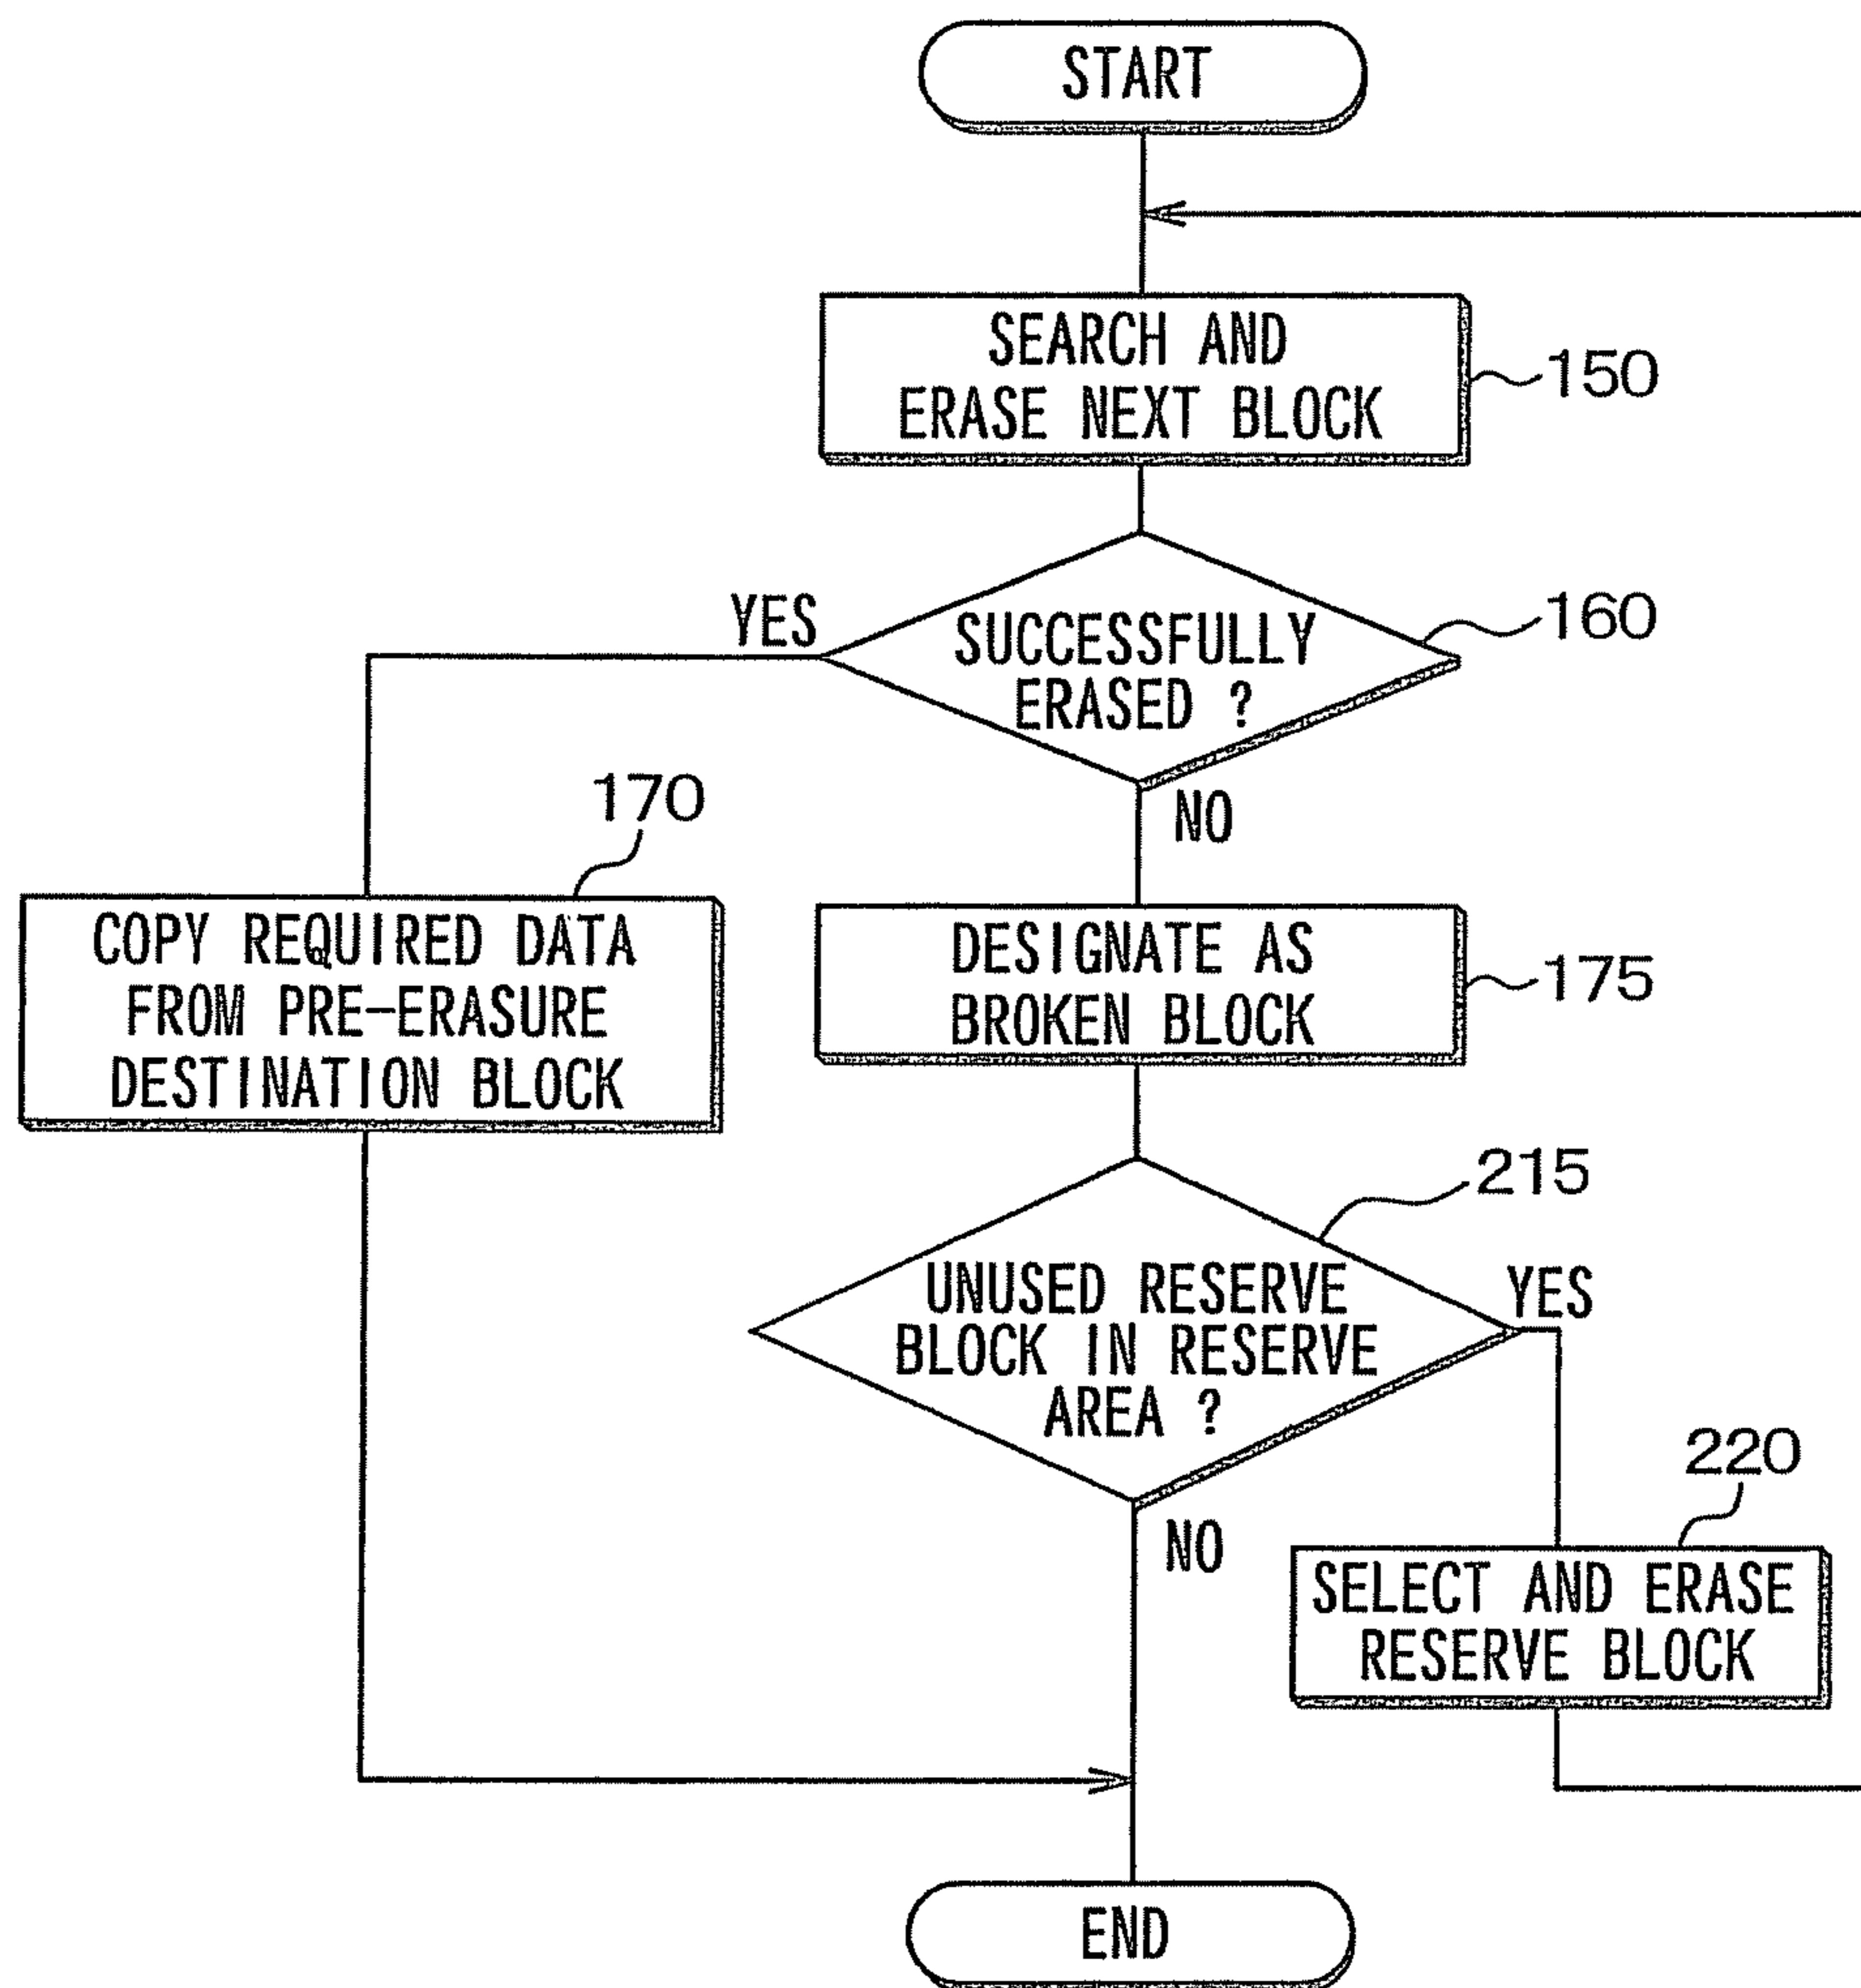 START
SEARCH AND
ERASE NEXT BLOCK
150
SUCCESSFULLY
ERASED ?
160
YES
NO
170
COPY REQUIRED DATA
FROM PRE-ERASURE
DESTINATION BLOCK
DESIGNATE AS
BROKEN BLOCK
175
215
UNUSED RESERVE
BLOCK IN RESERVE
AREA ?
YES
NO
220
SELECT AND ERASE
RESERVE BLOCK
END